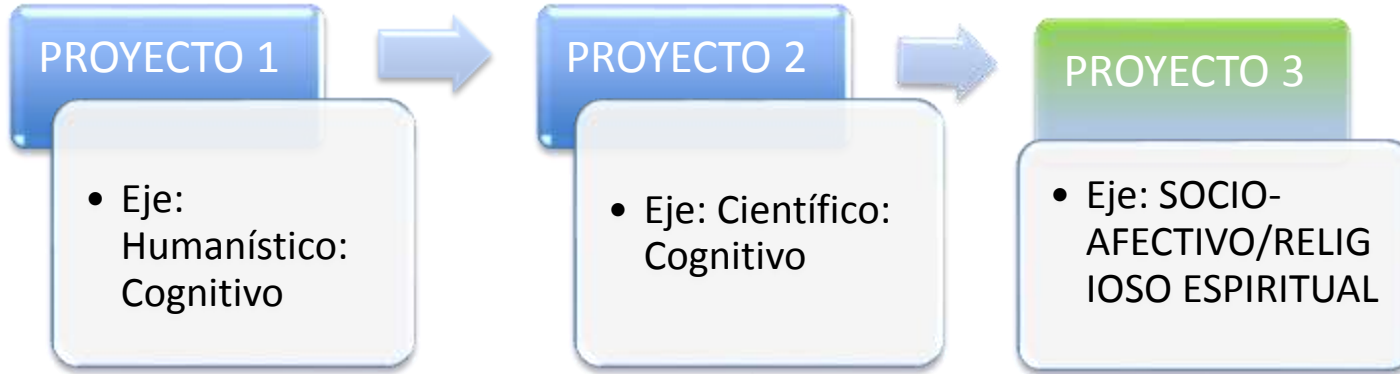 PROYECTO 1
• Eje:
Humanístico:
Cognitivo
PROYECTO 2
• Eje: Científico:
Cognitivo
PROYECTO 3
• Eje: SOCIO-
AFECTIVO/RELIG
IOSO ESPIRITUAL